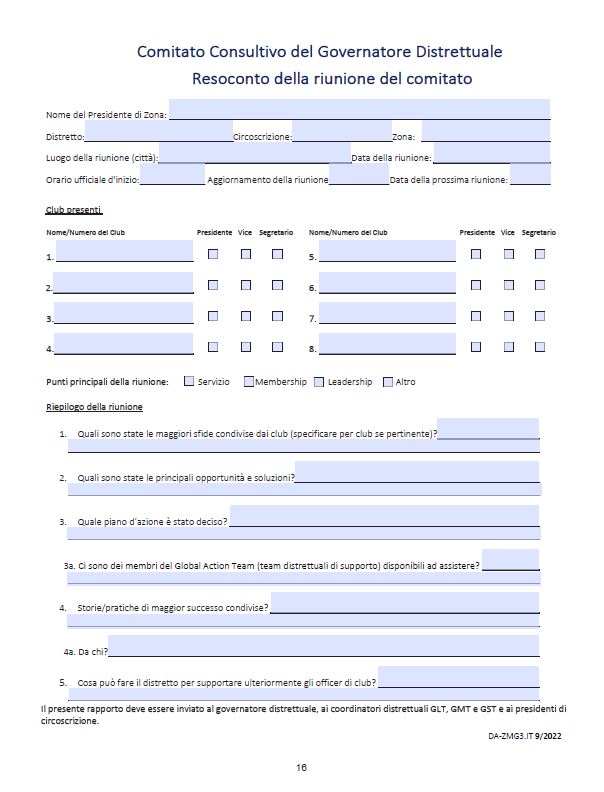 Comitato Consultivo del Governatore Distrettuale
Resoconto della riunione del comitato
Nome del Presidente di Zona:
Distretto: Circoscrizione: Zona:
Luogo della riunione (città): Data della riunione:
Orario ufficiale d'inizio: Aggiornamento della riunione Data della prossima riunione:
Club presenti
Nome/Numero del Club Presidente Vice Segretario Nome/Numero del Club Presidente Vice Segretario
1. 5.
2. 6.
3. 7.
4. 8.
Punti principali della riunione: Servizio Membership Leadership Altro
Riepilogo della riunione
1. Quali sono state le maggiori sfide condivise dai club (specificare per club se pertinente)?
2. Quali sono state le principali opportunità e soluzioni?
3. Quale piano d'azione è stato deciso?
3a. Ci sono dei membri del Global Action Team (team distrettuali di supporto) disponibili ad assistere?
4. Storie/pratiche di maggior successo condivise?
4a. Da chi?
5. Cosa può fare il distretto per supportare ulteriormente gli officer di club?
Il presente rapporto deve essere inviato al governatore distrettuale, ai coordinatori distrettuali GLT, GMT e GST e ai presidenti di
circoscrizione.
DA-ZMG3.IT 9/2022
16